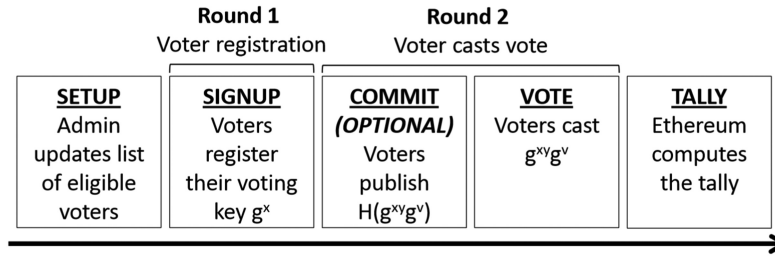 Round 1
Voter registration
Round 2
Voter casts vote
SETUP
Admin
updates list
of eligible
voters
SIGNUP
Voters
register
their voting
key gˣ
COMMIT
(OPTIONAL)
Voters
publish
H(gˣʸgᵛ)
VOTE
Voters cast
gˣʸgᵛ
TALLY
Ethereum
computes
the tally